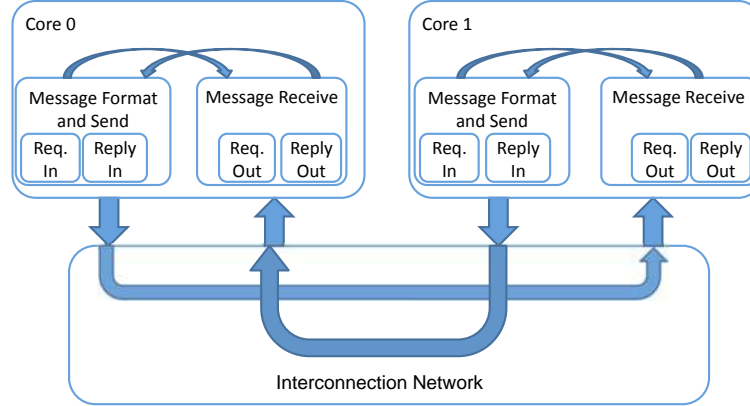 Core 0
Message Format
and Send
Req.
In
Reply
In
Message Receive
Req.
Out
Reply
Out
Core 1
Message Format
and Send
Req.
In
Reply
In
Message Receive
Req.
Out
Reply
Out
Interconnection Network